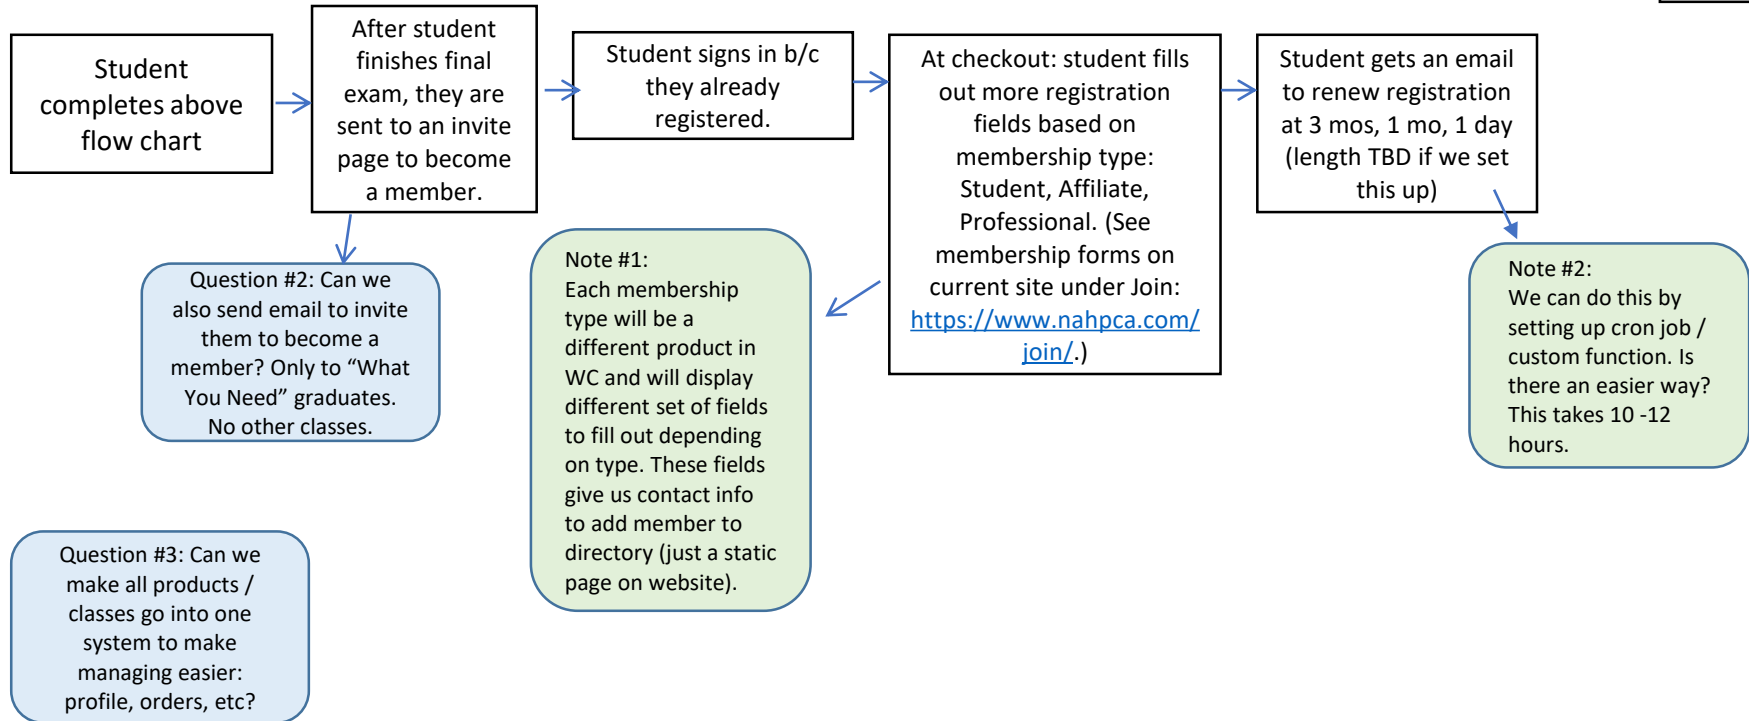 Student
completes above
flow chart
After student
finishes final
exam, they are
sent to an invite
page to become
a member.
Student signs in b/c
they already
registered.
At checkout: student fills
out more registration
fields based on
membership type:
Student, Affiliate,
Professional. (See
membership forms on
current site under Join:
https://www.nahpca.com/
join/.)
Student gets an email
to renew registration
at 3 mos, 1 mo, 1 day
(length TBD if we set
this up)
Question #2: Can we
also send email to invite
them to become a
member? Only to “What
You Need” graduates.
No other classes.
Note #1:
Each membership
type will be a
different product in
WC and will display
different set of fields
to fill out depending
on type. These fields
give us contact info
to add member to
directory (just a static
page on website).
Note #2:
We can do this by
setting up cron job /
custom function. Is
there an easier way?
This takes 10 -12
hours.
Question #3: Can we
make all products /
classes go into one
system to make
managing easier:
profile, orders, etc?